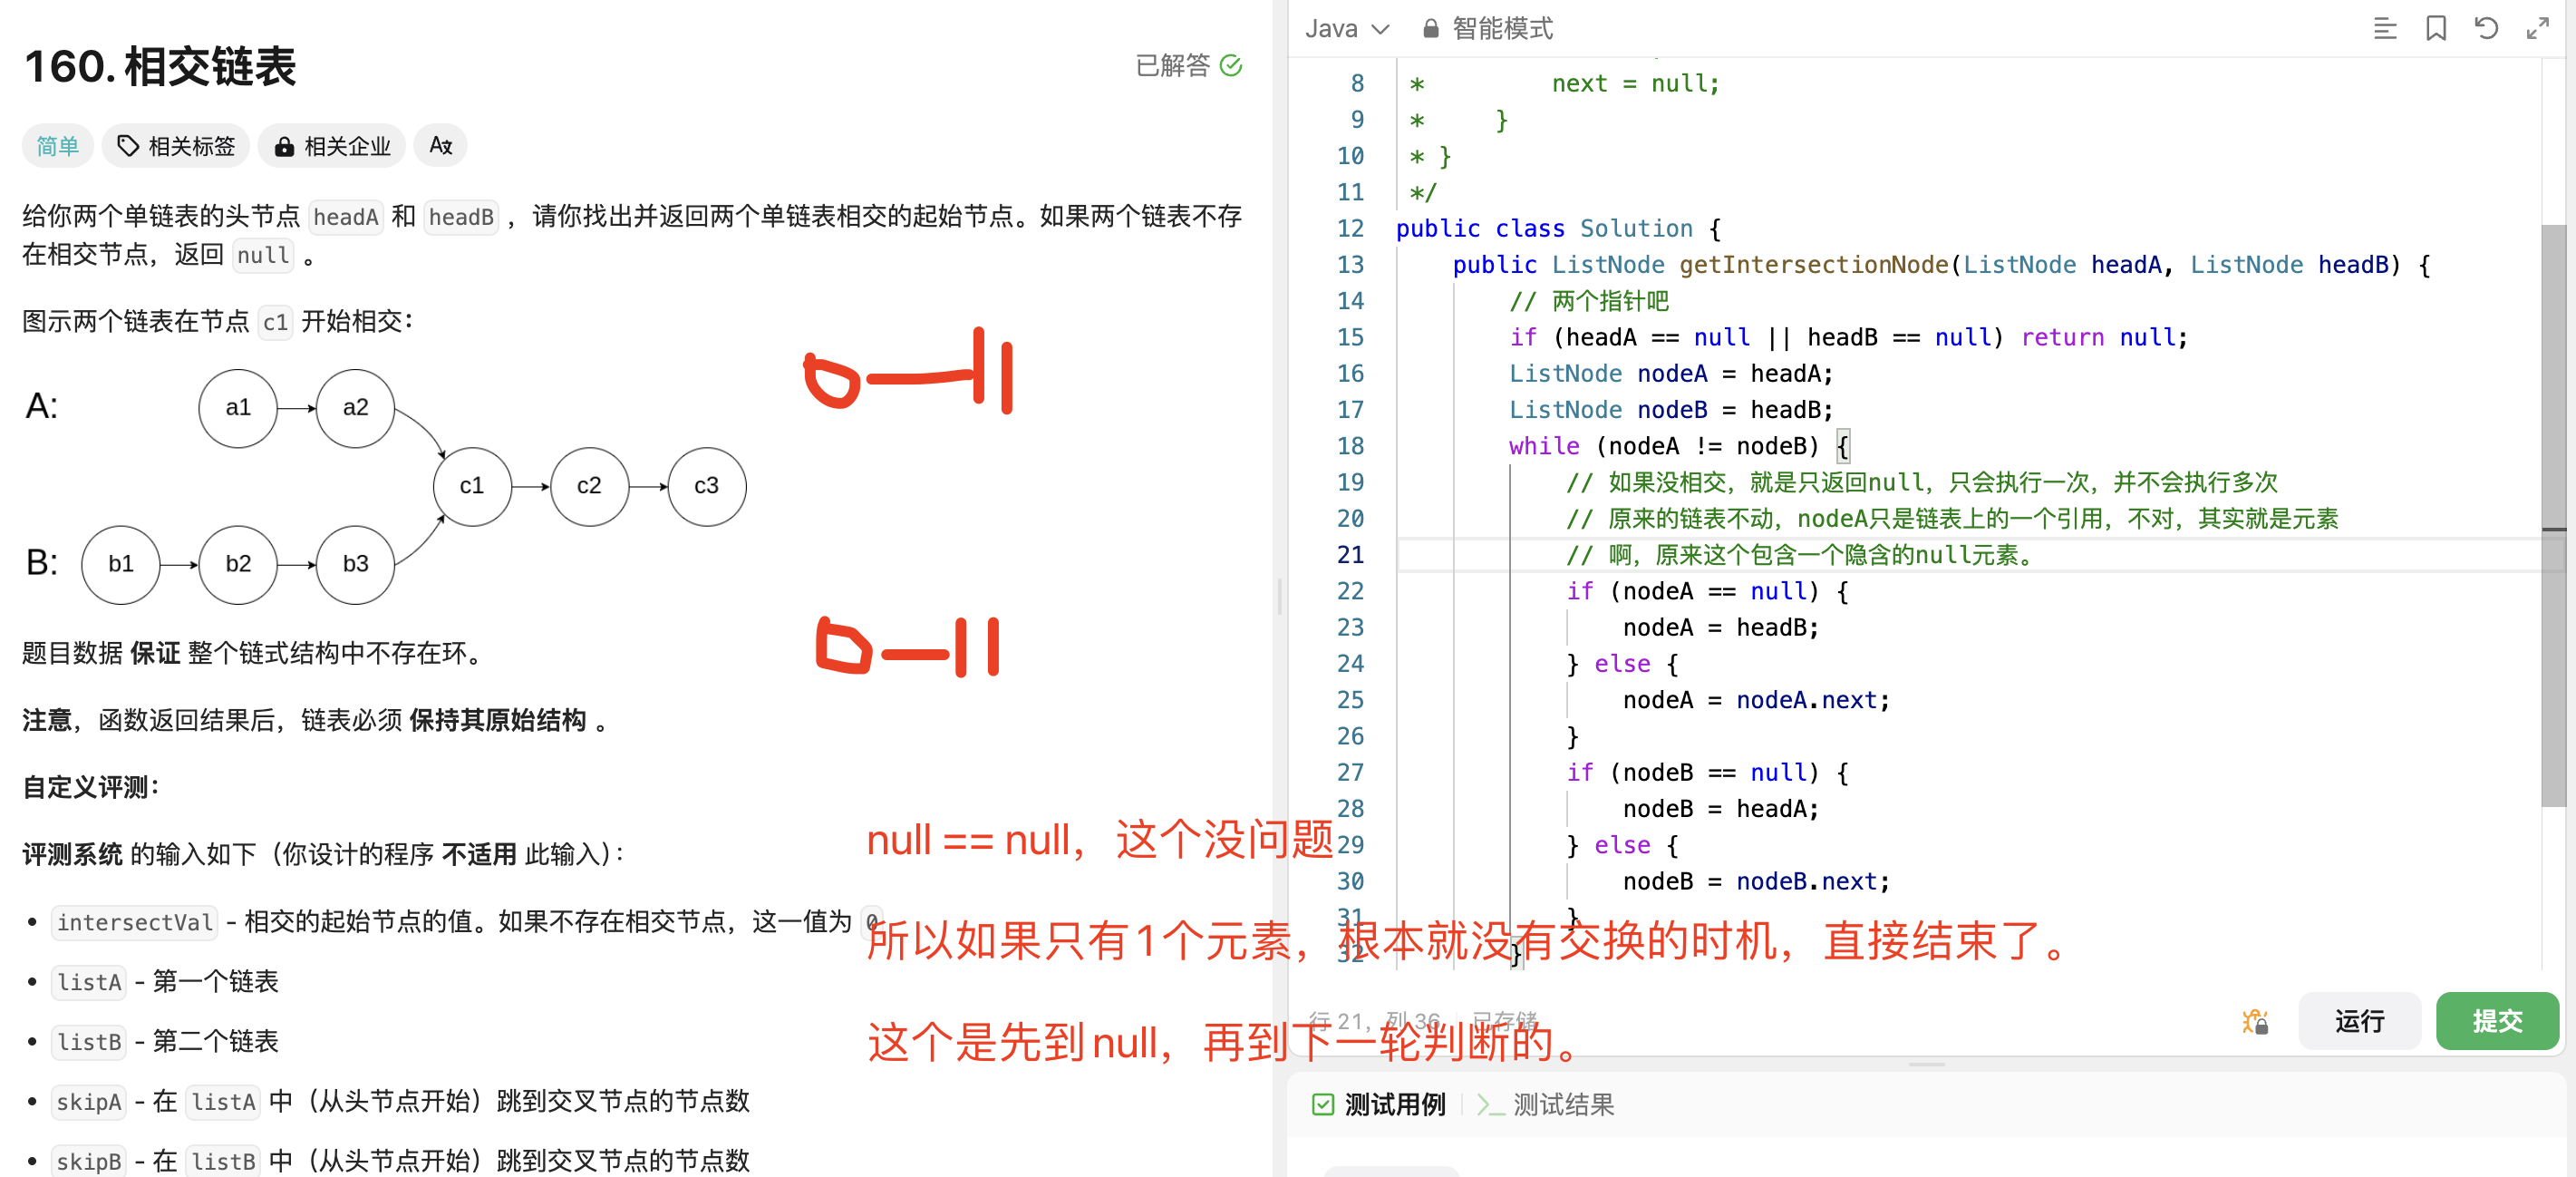 160. 相交链表
已解答
简单
相关标签
相关企业
给你两个单链表的头节点 headA 和 headB ，请你找出并返回两个单链表相交的起始节点。如果两个链表不存
在相交节点，返回 null 。
图示两个链表在节点 c1 开始相交：
A:
a1
a2
c1
c2
c3
B:
b1
b2
b3
题目数据 保证 整个链式结构中不存在环。
注意，函数返回结果后，链表必须 保持其原始结构 。
自定义评测：
评测系统 的输入如下（你设计的程序 不适用 此输入）：
intersectVal - 相交的起始节点的值。如果不存在相交节点，这一值为 0
listA - 第一个链表
listB - 第二个链表
skipA - 在 listA 中（从头节点开始）跳到交叉节点的节点数
skipB - 在 listB 中（从头节点开始）跳到交叉节点的节点数
null == null，这个没问题
所以如果只有1个元素，根本就没有交换的时机，直接结束了。
这个是先到null，再到下一轮判断的。
Java
智能模式
8 *         next = null;
9 *     }
10 * }
11 */
12 public class Solution {
13     public ListNode getIntersectionNode(ListNode headA, ListNode headB) {
14         // 两个指针吧
15         if (headA == null || headB == null) return null;
16         ListNode nodeA = headA;
17         ListNode nodeB = headB;
18         while (nodeA != nodeB) {
19             // 如果没相交，就是只返回null，只会执行一次，并不会执行多次
20             // 原来的链表不动，nodeA只是链表上的一个引用，不对，其实就是元素
21             // 啊，原来这个包含一个隐含的null元素。
22             if (nodeA == null) {
23                 nodeA = headB;
24             } else {
25                 nodeA = nodeA.next;
26             }
27             if (nodeB == null) {
28                 nodeB = headA;
29             } else {
30                 nodeB = nodeB.next;
31             }
32         }
行 21，列 36
已存储
运行
提交
测试用例
测试结果